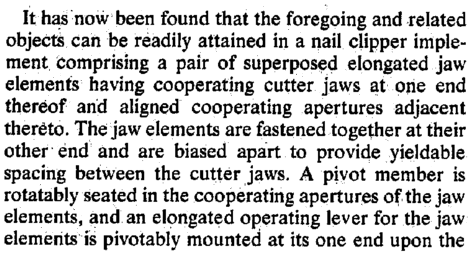 It has now been found that the foregoing and related
objects can be readily attained in a nail clipper imple-
ment comprising a pair of superposed elongated jaw
elements having cooperating cutter jaws at one end
thereof and aligned cooperating apertures adjacent
thereto. The jaw elements are fastened together at their
other end and are biased apart to provide yieldable
spacing between the cutter jaws. A pivot member is
rotatably seated in the cooperating apertures of the jaw
elements, and an elongated operating lever for the jaw
elements is pivotably mounted at its one end upon the